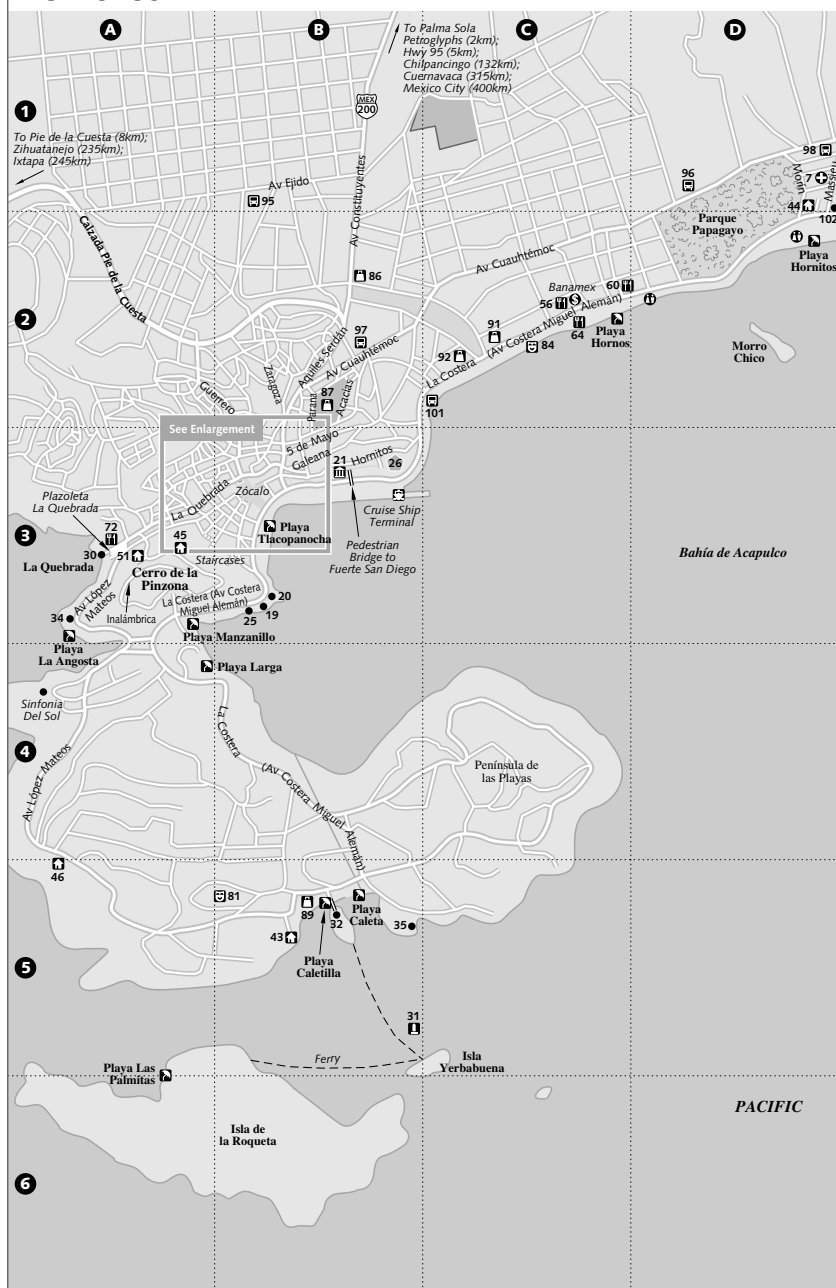 A
B
C
D
To Palma Sola
Petroglyphs (2km);
Hwy 95 (5km);
Chilpancingo (132km);
Cuernavaca (315km);
Mexico City (400km)
1
MEX
200
To Pie de la Cuesta (8km);
Zihuatanejo (235km);
Ixtapa (245km)
98
7
Morín
Massieu
96
44
102
Av Ejido
95
Av Constituyentes
Parque
Papagayo
Calzada Pie de la Cuesta
Playa
Hornitos
Av Cuauhtémoc
86
Banamex
60
56
2
La Costera (Av Costera Miguel Alemán)
91
97
64
Playa
Hornos
84
Morro
Chico
92
Aquiles Serdán
Av Cuauhtémoc
Zaragoza
Guerrero
87
Parana
Acacias
101
See Enlargement
5 de Mayo
Galeana
21
Hornitos
26
Plazoleta
La Quebrada
La Quebrada
Zócalo
Cruise Ship
Terminal
3
72
45
Playa
Tlacopanocha
30
La Quebrada
51
Staircases
Pedestrian
Bridge to
Fuerte San Diego
Bahía de Acapulco
Cerro de la
Pinzona
La Costera (Av Costera
Miguel Alemán)
20
19
25
34
Av López
Mateos
Inalámbrica
Playa Manzanillo
Playa
La Angosta
Playa Larga
Sinfonía
Del Sol
La Costera
(Av Costera Miguel Alemán)
4
Av López Mateos
Península de
las Playas
46
81
89
32
Playa
Caleta
35
43
Playa
Caletilla
5
31
Ferry
Isla
Yerbabuena
Playa Las
Palmitas
PACIFIC
Isla de
la Roqueta
6